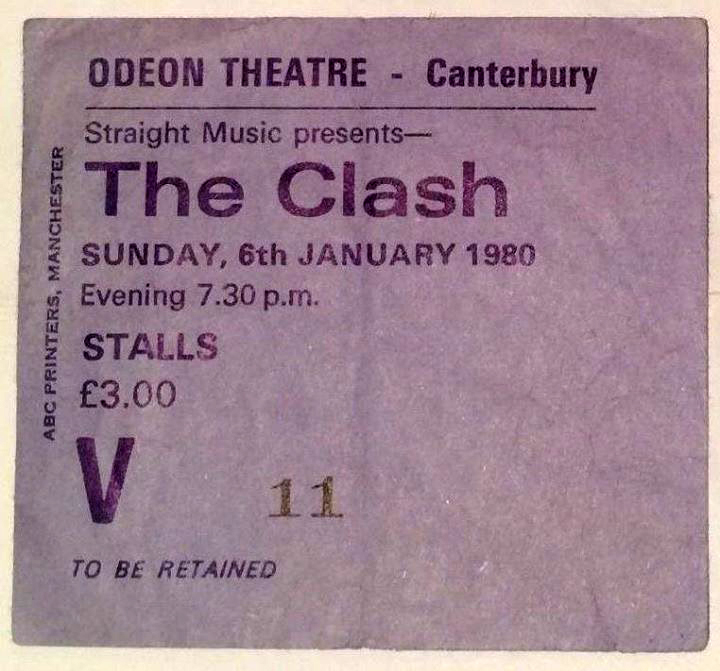 ODEON THEATRE - Canterbury
Straight Music presents—
The Clash
SUNDAY, 6th JANUARY 1980
Evening 7.30 p.m.
STALLS
£3.00
V 11
TO BE RETAINED
ABC PRINTERS, MANCHESTER